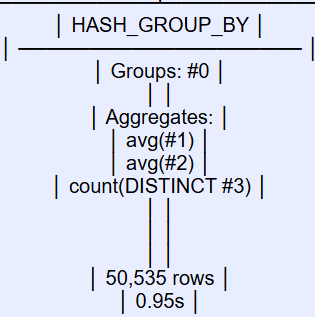 │ HASH_GROUP_BY │
│ ──────────────────── │
│ Groups: #0 │
│ │
│ Aggregates: │
│ avg(#1) │
│ avg(#2) │
│ count(DISTINCT #3) │
│ │
│ │
│ │
│ 50,535 rows │
│ 0.95s │